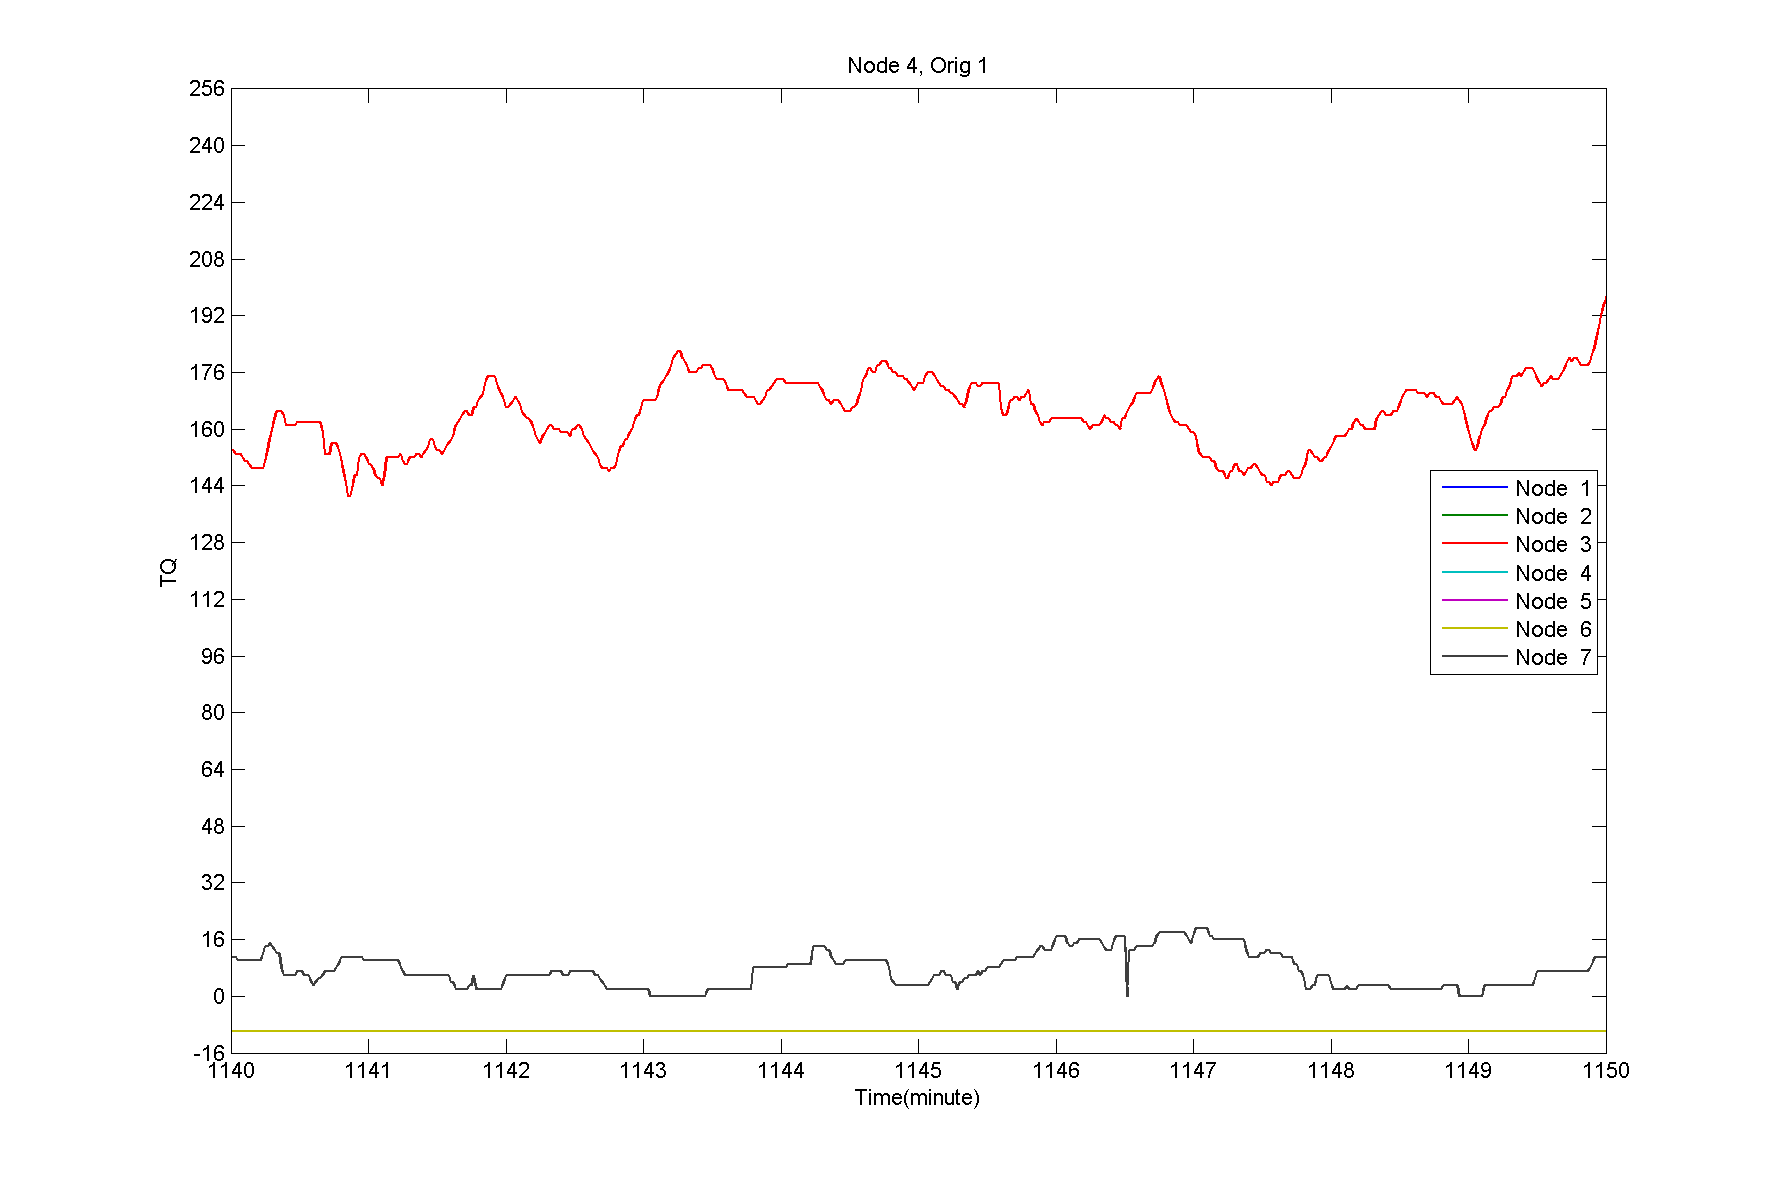 Node 4, Orig 1
256
240
224
208
192
176
160
144
128
112
96
80
64
48
32
16
0
-16
TQ
Node 1
Node 2
Node 3
Node 4
Node 5
Node 6
Node 7
1140 1141 1142 1143 1144 1145 1146 1147 1148 1149 1150
Time(minute)